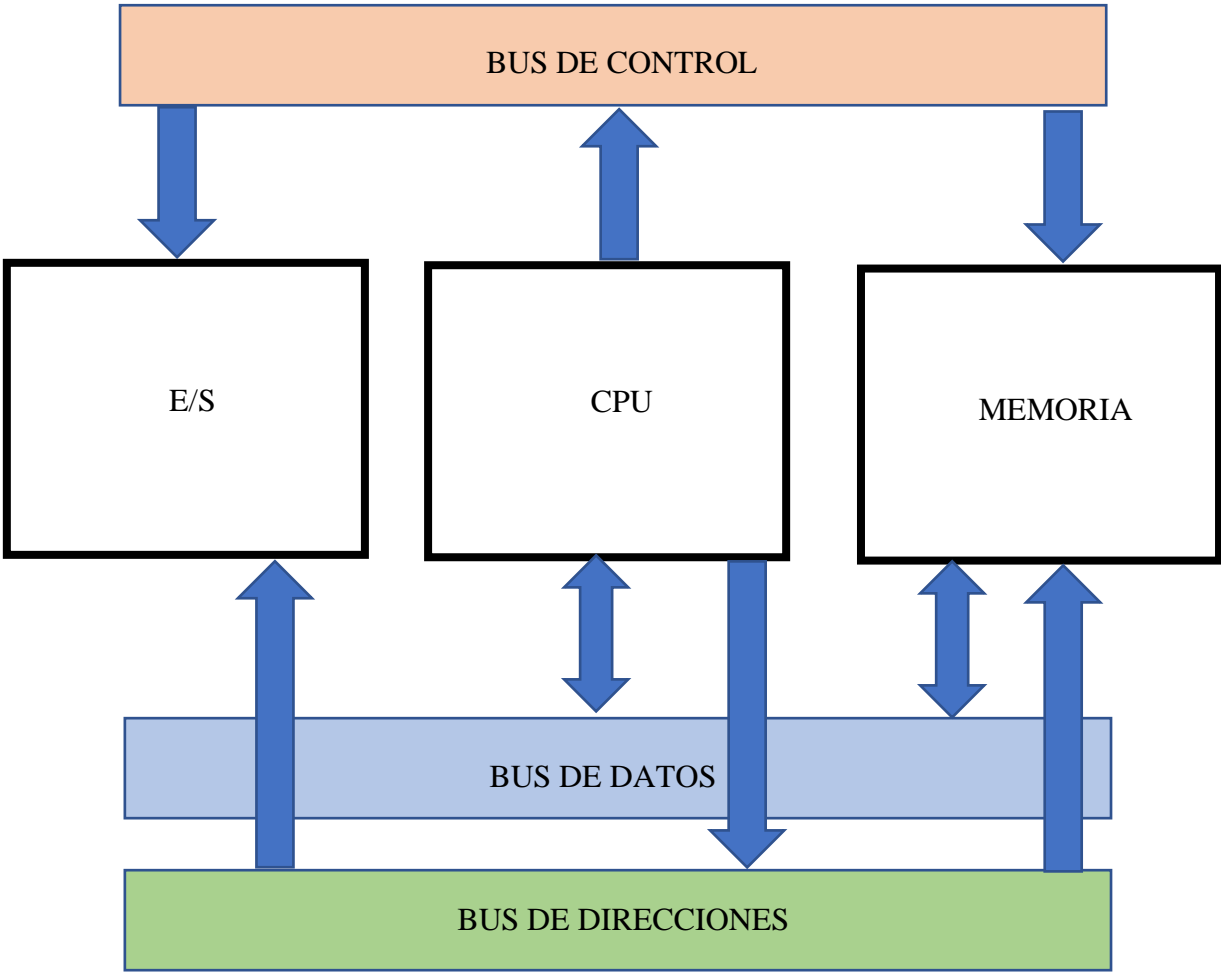 BUS DE CONTROL
E/S
CPU
MEMORIA
BUS DE DATOS
BUS DE DIRECCIONES